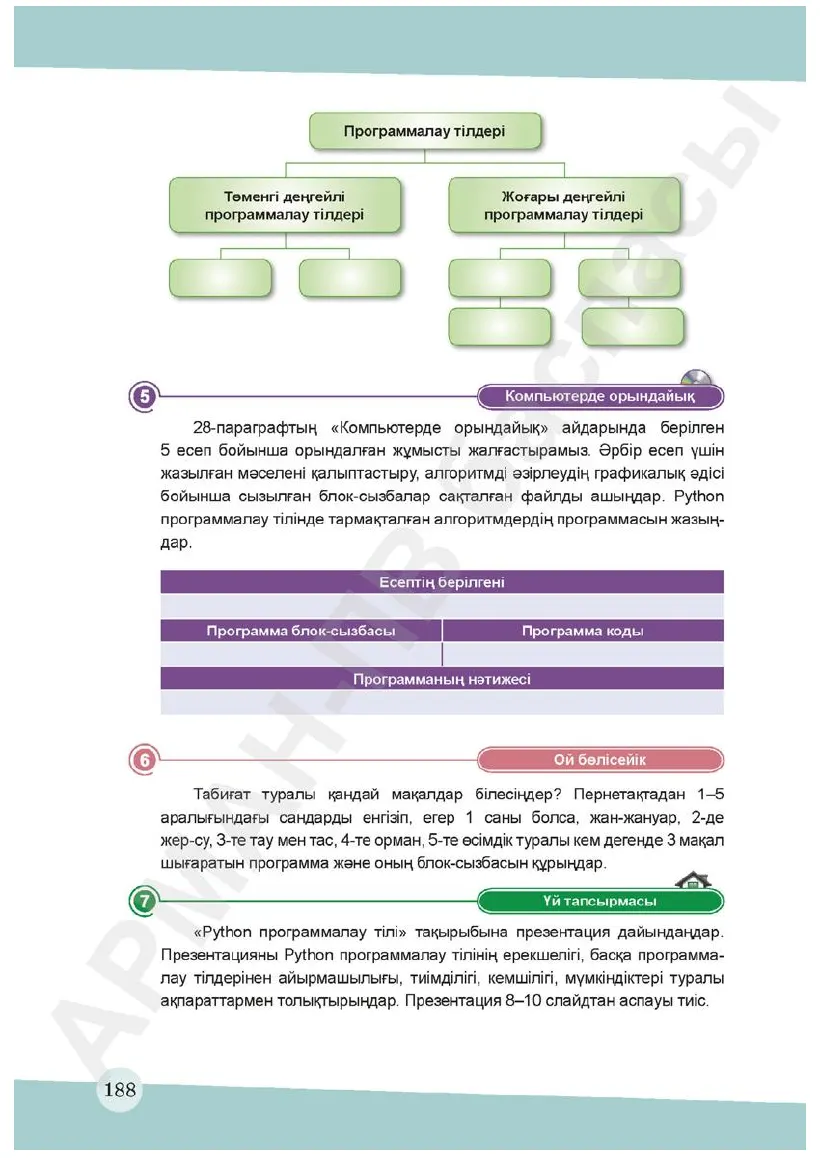 Программалау тілдері
Төменгі деңгейлі
программалау тілдері
Жоғары деңгейлі
программалау тілдері
5
Компьютерде орындайық
28-параграфтың «Компьютерде орындайық» айдарында берілген
5 есеп бойынша орындалған жұмысты жалғастырамыз. Әрбір есеп үшін
жазылған мәселені қалыптастыру, алгоритмді әзірлеудің графикалық әдісі
бойынша сызылған блок-сызбалар сақталған файлды ашыңдар. Python
программалау тілінде тармақталған алгоритмдердің программасын жазың-
дар.
Есептің берілгені
Программа блок-сызбасы
Программа коды
Программаның нәтижесі
6
Ой бөлісейік
Табиғат туралы қандай мақалдар білесіңдер? Пернетақтадан 1–5
аралығындағы сандарды енгізіп, егер 1 саны болса, жан-жануар, 2-де
жер-су, 3-те тау мен тас, 4-те орман, 5-те өсімдік туралы кем дегенде 3 мақал
шығаратын программа және оның блок-сызбасын құрыңдар.
7
Үй тапсырмасы
«Python программалау тілі» тақырыбына презентация дайындаңдар.
Презентацияны Python программалау тілінің ерекшелігі, басқа программа-
лау тілдерінен айырмашылығы, тиімділігі, кемшілігі, мүмкіндіктері туралы
ақпараттармен толықтырыңдар. Презентация 8–10 слайдтан аспауы тиіс.
188
АРМАН-ПВ баспасы